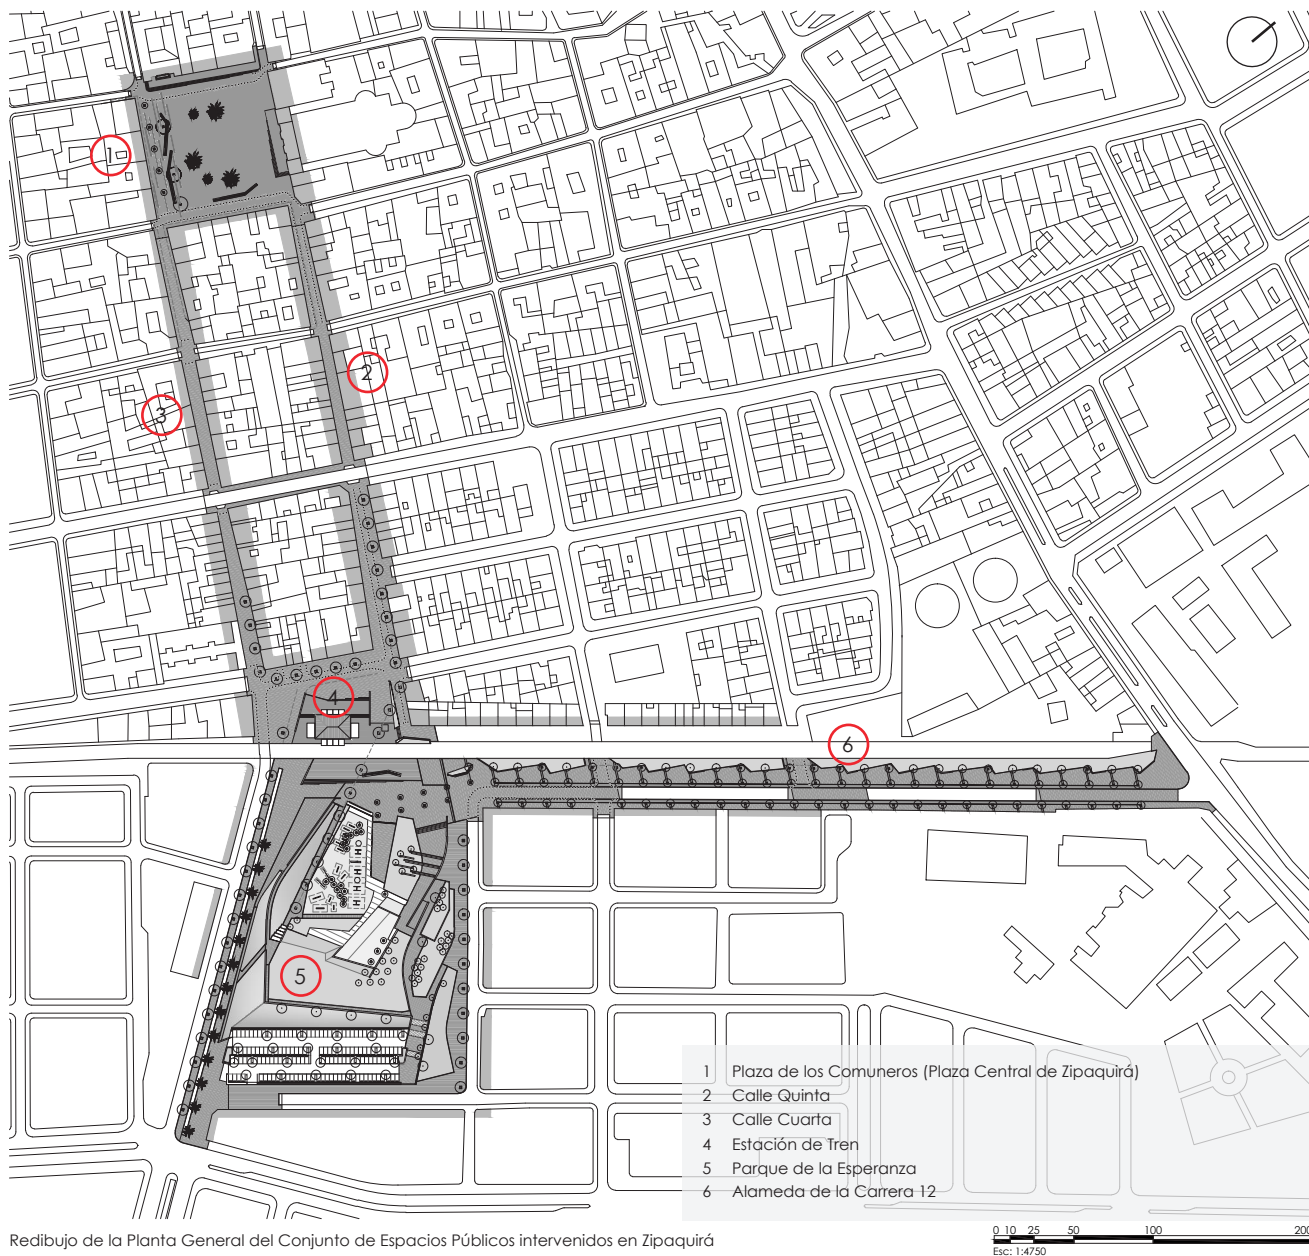 1
2
3
4
6
5
HOHIHO
1 Plaza de los Comuneros (Plaza Central de Zipaquirá)
2 Calle Quinta
3 Calle Cuarta
4 Estación de Tren
5 Parque de la Esperanza
6 Alameda de la Carrera 12
Redibujo de la Planta General del Conjunto de Espacios Públicos intervenidos en Zipaquirá
0 10 25 50 100 200
Esc: 1:4750